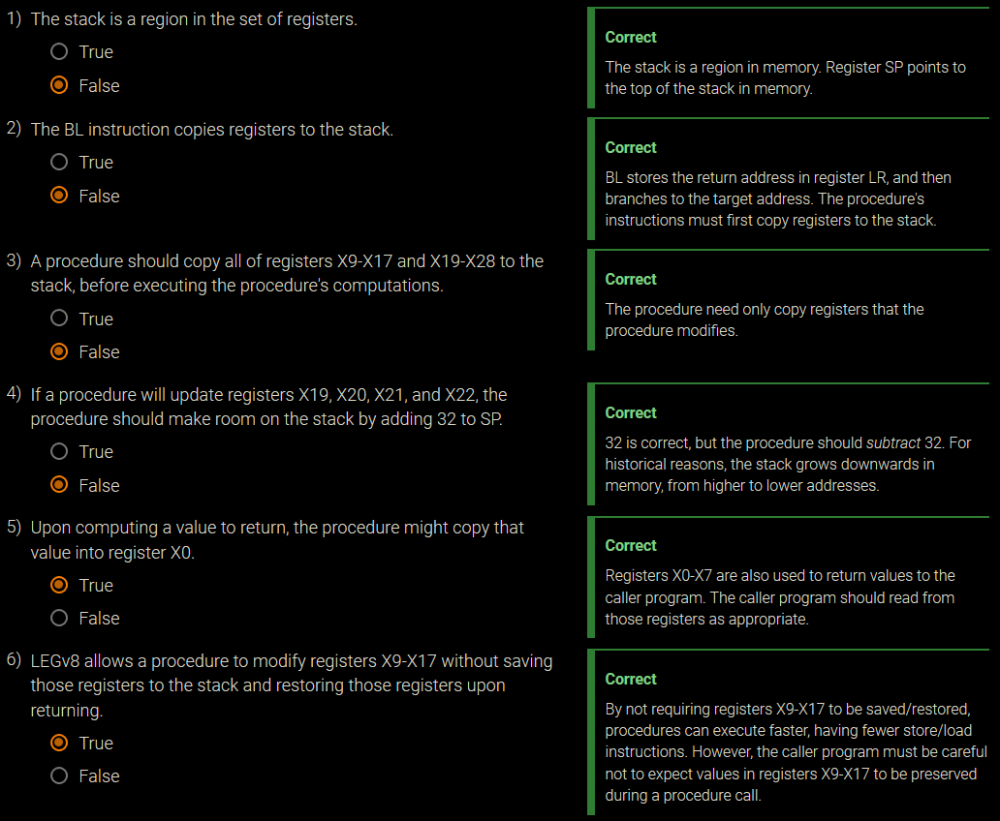 1) The stack is a region in the set of registers.
True
False
Correct
The stack is a region in memory. Register SP points to
the top of the stack in memory.
2) The BL instruction copies registers to the stack.
True
False
Correct
BL stores the return address in register LR, and then
branches to the target address. The procedure's
instructions must first copy registers to the stack.
3) A procedure should copy all of registers X9-X17 and X19-X28 to the
stack, before executing the procedure's computations.
True
False
Correct
The procedure need only copy registers that the
procedure modifies.
4) If a procedure will update registers X19, X20, X21, and X22, the
procedure should make room on the stack by adding 32 to SP.
True
False
Correct
32 is correct, but the procedure should subtract 32. For
historical reasons, the stack grows downwards in
memory, from higher to lower addresses.
5) Upon computing a value to return, the procedure might copy that
value into register X0.
True
False
Correct
Registers X0-X7 are also used to return values to the
caller program. The caller program should read from
those registers as appropriate.
6) LEGv8 allows a procedure to modify registers X9-X17 without saving
those registers to the stack and restoring those registers upon
returning.
True
False
Correct
By not requiring registers X9-X17 to be saved/restored,
procedures can execute faster, having fewer store/load
instructions. However, the caller program must be careful
not to expect values in registers X9-X17 to be preserved
during a procedure call.